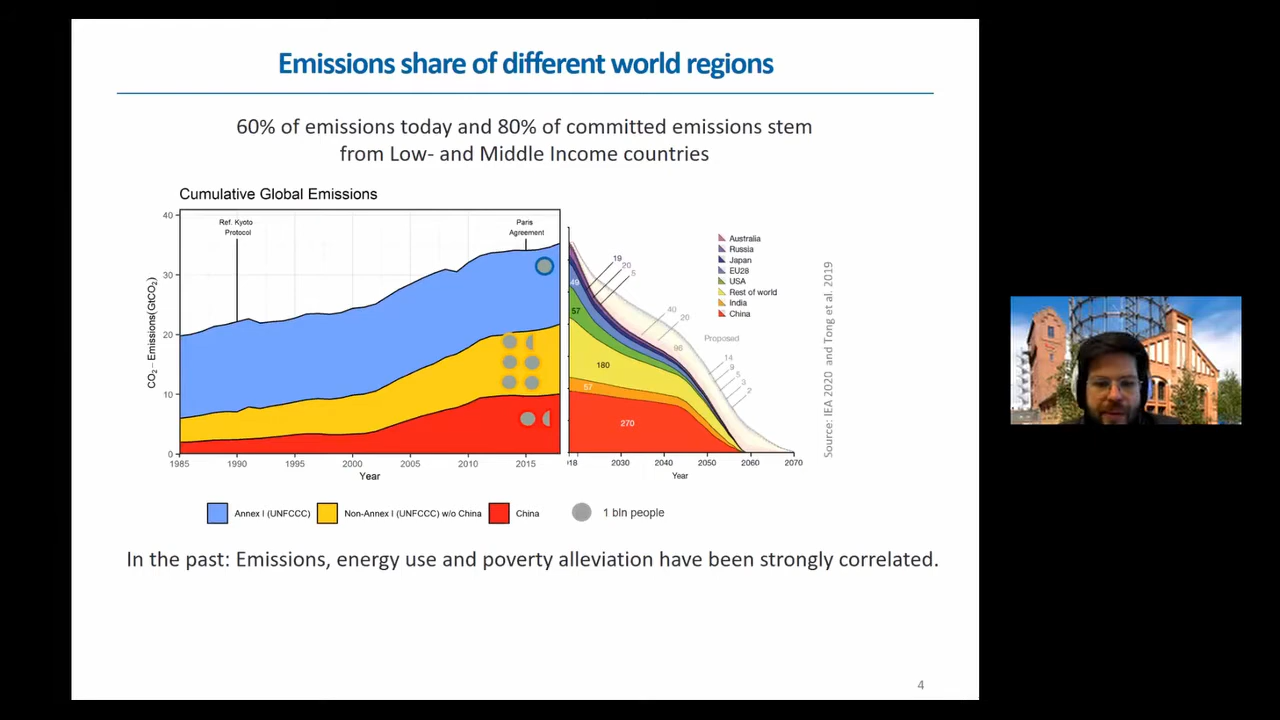 Emissions share of different world regions
60% of emissions today and 80% of committed emissions stem
from Low- and Middle Income countries
Cumulative Global Emissions
CO2 – Emissions(GtCO2)
40
30
20
10
0
Ref. Kyoto
Protocol
Paris
Agreement
1985
1990
1995
2000
2005
2010
2015
Year
19
20
5
49
57
180
57
270
40
20
96
Proposed
14
9
5
3
2
Australia
Russia
Japan
EU28
USA
Rest of world
India
China
18
2030
2040
2050
2060
2070
Year
Source: IEA 2020 and Tong et al. 2019
Annex I (UNFCCC)
Non-Annex I (UNFCCC) w/o China
China
1 bln people
In the past: Emissions, energy use and poverty alleviation have been strongly correlated.
4